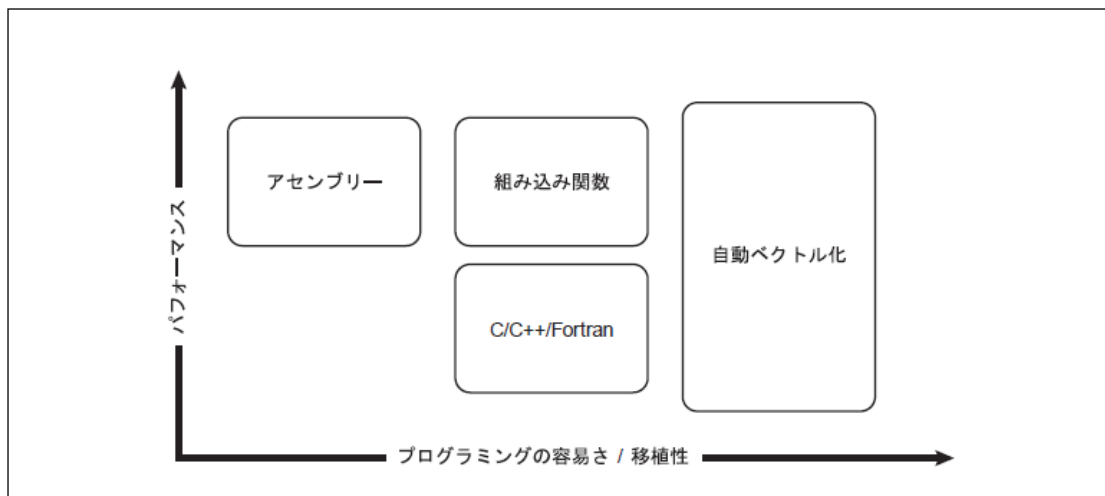 パフォーマンス
アセンブリー
組み込み関数
自動ベクトル化
C/C++/Fortran
プログラミングの容易さ / 移植性